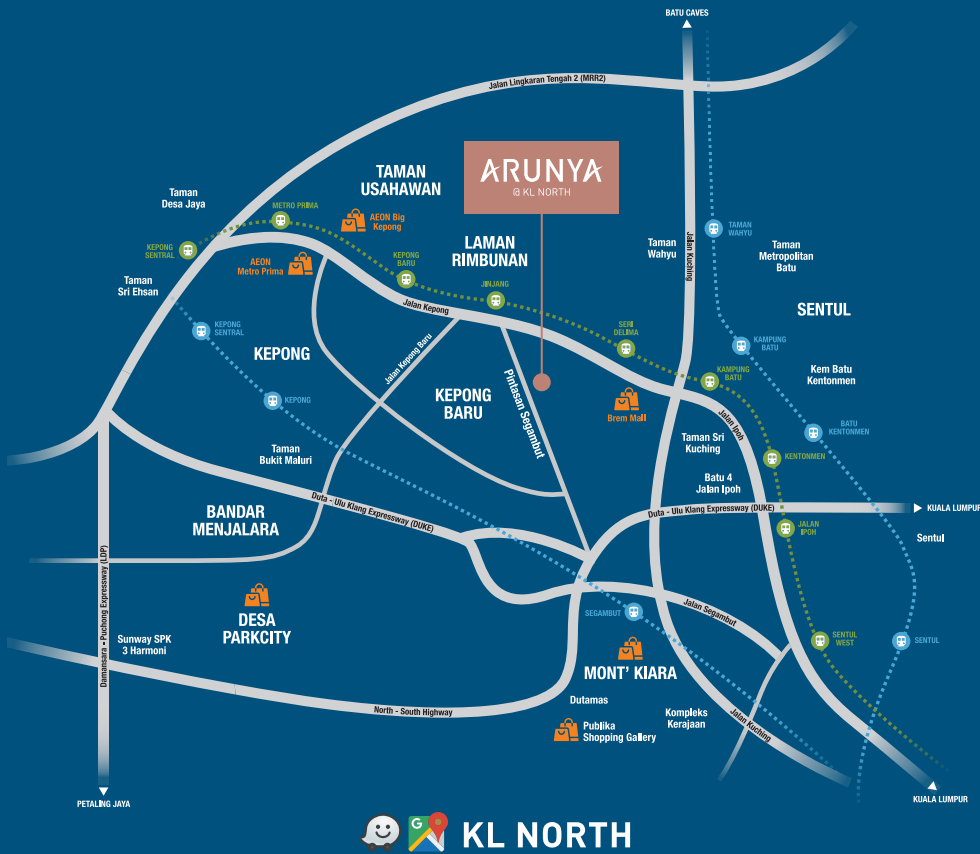 BATU CAVES
Jalan Lingkaran Tengah 2 (MRR2)
ARUNYA
@ KL NORTH
TAMAN
USAHAWAN
Taman
Desa Jaya
METRO PRIMA
AEON Big
Kepong
KEPONG
SENTRAL
AEON
Metro Prima
KEPONG
BARU
LAMAN
RIMBUNAN
JINJANG
Taman
Wahyu
Jalan Kuching
TAMAN
WAHYU
Taman
Metropolitan
Batu
Taman
Sri Ehsan
Jalan Kepong
SENTUL
KEPONG
SENTRAL
SERI
DELIMA
KAMPUNG
BATU
KEPONG
Jalan Kepong Baru
KAMPUNG
BATU
Kem Batu
Kentonmen
KEPONG
KEPONG
BARU
Pintasan Segambut
Brem Mall
Jalan Ipoh
BATU
KENTONMEN
Taman
Bukit Maluri
Taman Sri
Kuching
KENTONMEN
Batu 4
Jalan Ipoh
Duta - Ulu Klang Expressway (DUKE)
Duta - Ulu Klang Expressway (DUKE)
KUALA LUMPUR
BANDAR
MENJALARA
JALAN
IPOH
Sentul
Damansara - Puchong Expressway (LDP)
DESA
PARKCITY
SEGAMBUT
Jalan Segambut
Sunway SPK
3 Harmoni
SENTUL
WEST
SENTUL
MONT' KIARA
North - South Highway
Dutamas
Kompleks
Kerajaan
Jalan Kuching
Publika
Shopping Gallery
PETALING JAYA
KUALA LUMPUR
G
KL NORTH